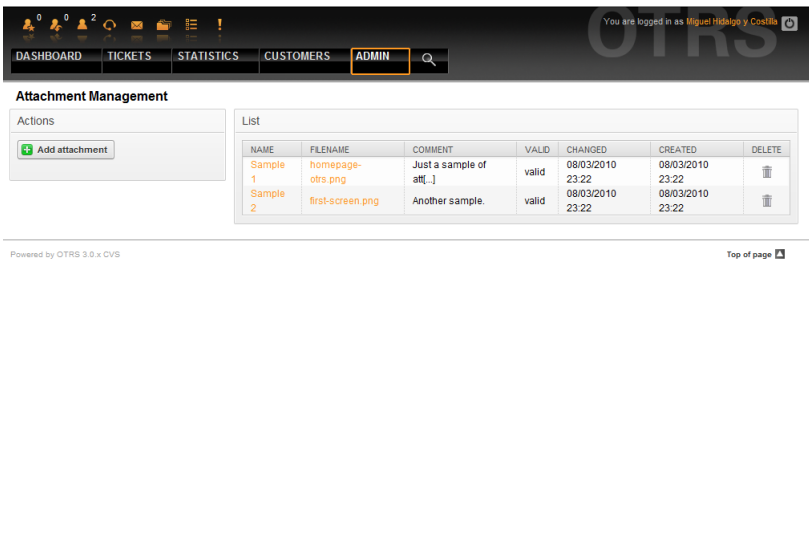 0 0 2
You are logged in as Miguel Hidalgo y Costilla
OTRS
DASHBOARD TICKETS STATISTICS CUSTOMERS ADMIN
Attachment Management
Actions
Add attachment
List
NAME FILENAME COMMENT VALID CHANGED CREATED DELETE
Sample homepage- Just a sample of valid 08/03/2010 08/03/2010
1 otrs.png att[...] 23:22 23:22
Sample first-screen.png Another sample. valid 08/03/2010 08/03/2010
2 23:22 23:22
Powered by OTRS 3.0.x CVS
Top of page